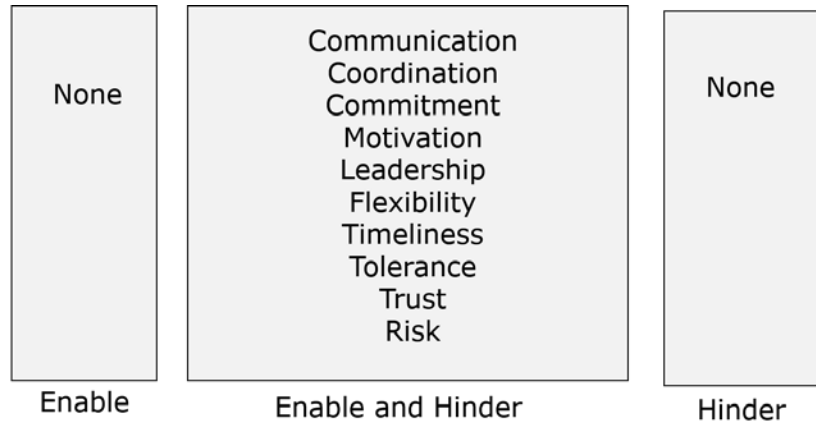 None
Enable
Communication
Coordination
Commitment
Motivation
Leadership
Flexibility
Timeliness
Tolerance
Trust
Risk
Enable and Hinder
None
Hinder